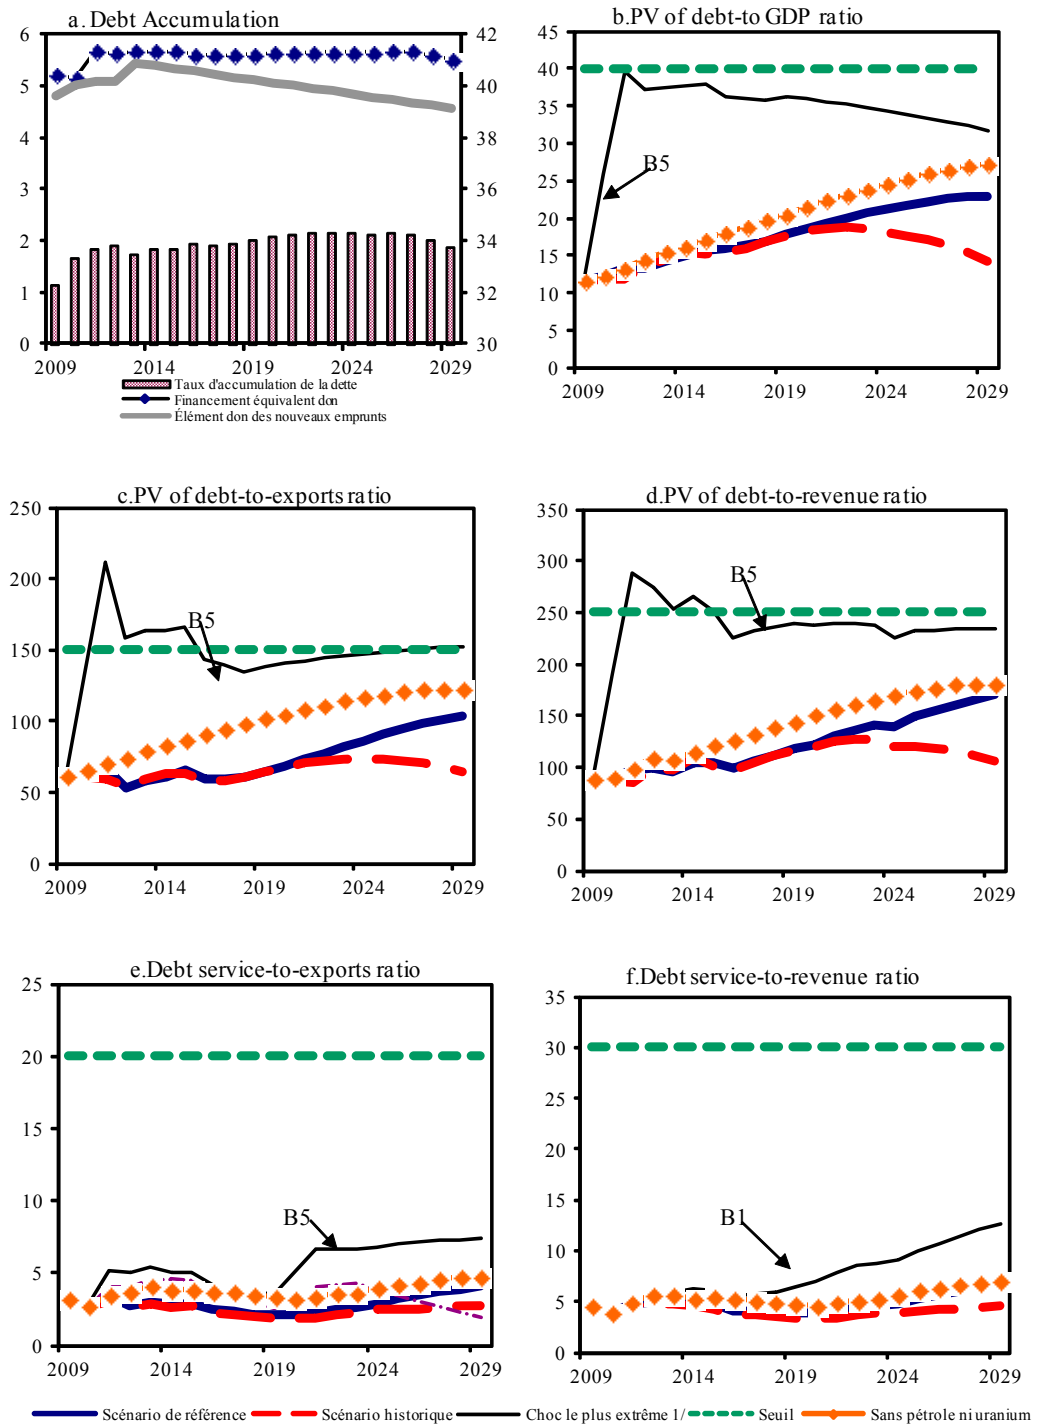 a. Debt Accumulation
6
5
4
3
2
1
0
42
40
38
36
34
32
30
2009 2014 2019 2024 2029
Taux d'accumulation de la dette
Financement équivalent don
Élément don des nouveaux emprunts
b.PV of debt-to GDP ratio
45
40
35
30
25
20
15
10
5
0
B5
2009 2014 2019 2024 2029
c.PV of debt-to-exports ratio
250
200
150
100
50
0
B5
2009 2014 2019 2024 2029
d.PV of debt-to-revenue ratio
350
300
250
200
150
100
50
0
B5
2009 2014 2019 2024 2029
e.Debt service-to-exports ratio
25
20
15
10
5
0
B5
2009 2014 2019 2024 2029
f.Debt service-to-revenue ratio
35
30
25
20
15
10
5
0
B1
2009 2014 2019 2024 2029
Scénario de référence Scénario historique Choc le plus extrême 1/ Seuil Sans pétrole ni uranium